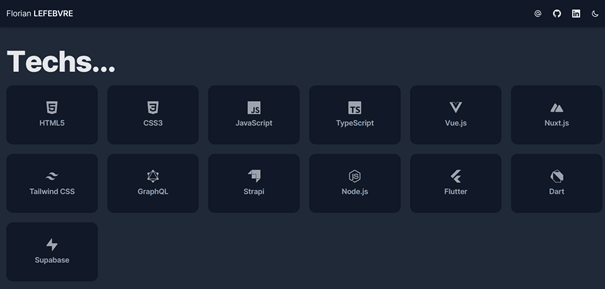 Florian LEFEBVRE
Techs...
HTML5
CSS3
JS
JavaScript
TS
TypeScript
Vue.js
Nuxt.js
Tailwind CSS
GraphQL
Strapi
Node.js
Flutter
Dart
Supabase